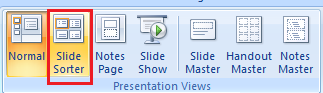 Normal Slide Notes Slide Slide Handout Notes
Sorter Page Show Master Master Master
Presentation Views